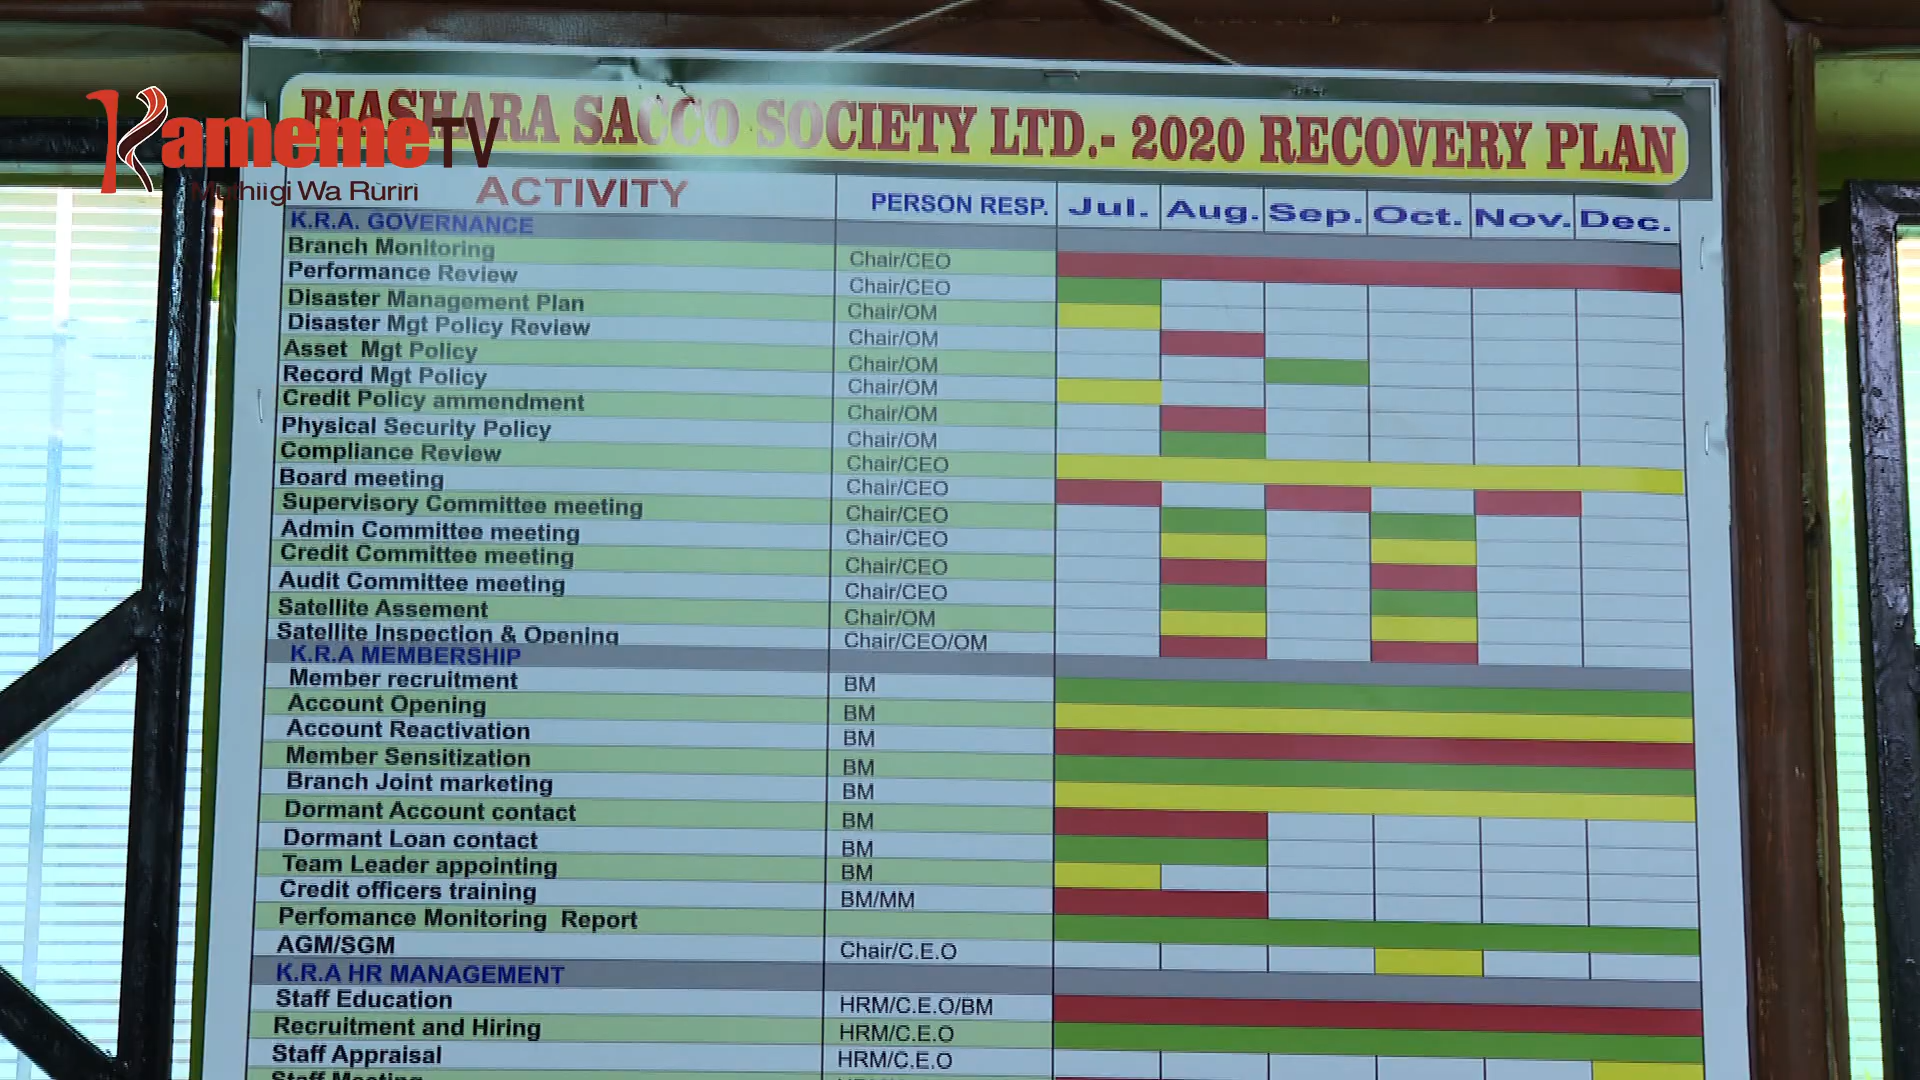 BIASHARA SACCO SOCIETY LTD.- 2020 RECOVERY PLAN
KamemeTV
Muthiigi Wa Rũrĩrĩ
ACTIVITY PERSON RESP. Jul. Aug. Sep. Oct. Nov. Dec.
K.R.A. GOVERNANCE
Branch Monitoring Chair/CEO
Performance Review Chair/CEO
Disaster Management Plan Chair/OM
Disaster Mgt Policy Review Chair/OM
Asset Mgt Policy Chair/OM
Record Mgt Policy Chair/OM
Credit Policy ammendment Chair/OM
Physical Security Policy Chair/OM
Compliance Review Chair/CEO
Board meeting Chair/CEO
Supervisory Committee meeting Chair/CEO
Admin Committee meeting Chair/CEO
Credit Committee meeting Chair/CEO
Audit Committee meeting Chair/CEO
Satellite Assement Chair/OM
Satellite Inspection & Opening Chair/CEO/OM
K.R.A MEMBERSHIP
Member recruitment BM
Account Opening BM
Account Reactivation BM
Member Sensitization BM
Branch Joint marketing BM
Dormant Account contact BM
Dormant Loan contact BM
Team Leader appointing BM
Credit officers training BM/MM
Perfomance Monitoring Report
AGM/SGM Chair/C.E.O
K.R.A HR MANAGEMENT
Staff Education HRM/C.E.O/BM
Recruitment and Hiring HRM/C.E.O
Staff Appraisal HRM/C.E.O
Staff Meeting